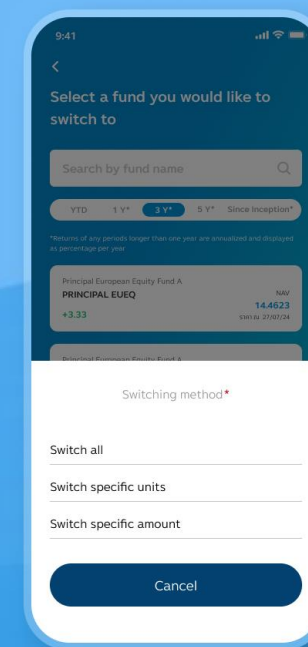 9:41
Select a fund you would like to
switch to
Search by fund name
YTD 1 Y* 3 Y* 5 Y* Since Inception*
*Returns of any periods longer than one year are annualized and displayed
as percentage per year
Principal European Equity Fund A
PRINCIPAL EUEQ NAV
14.4623
+3.33 27/07/24
Principal European Equity Fund A
Switching method*
Switch all
Switch specific units
Switch specific amount
Cancel